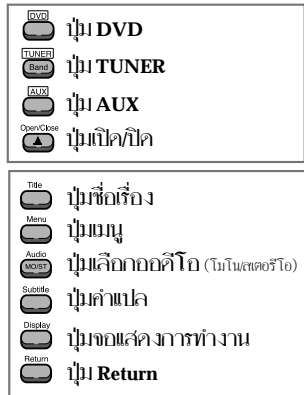 DVD ปุ่ม DVD
TUNER Band ปุ่ม TUNER
AUX ปุ่ม AUX
Open/Close ปุ่มเปิด/ปิด
Title ปุ่มชื่อเรื่อง
Menu ปุ่มเมนู
Audio MO/ST ปุ่มเลือกออดิโอ (โมโน/สเตอริโอ)
Subtitle ปุ่มคำแปล
Display ปุ่มจอแสดงการทำงาน
Return ปุ่ม Return